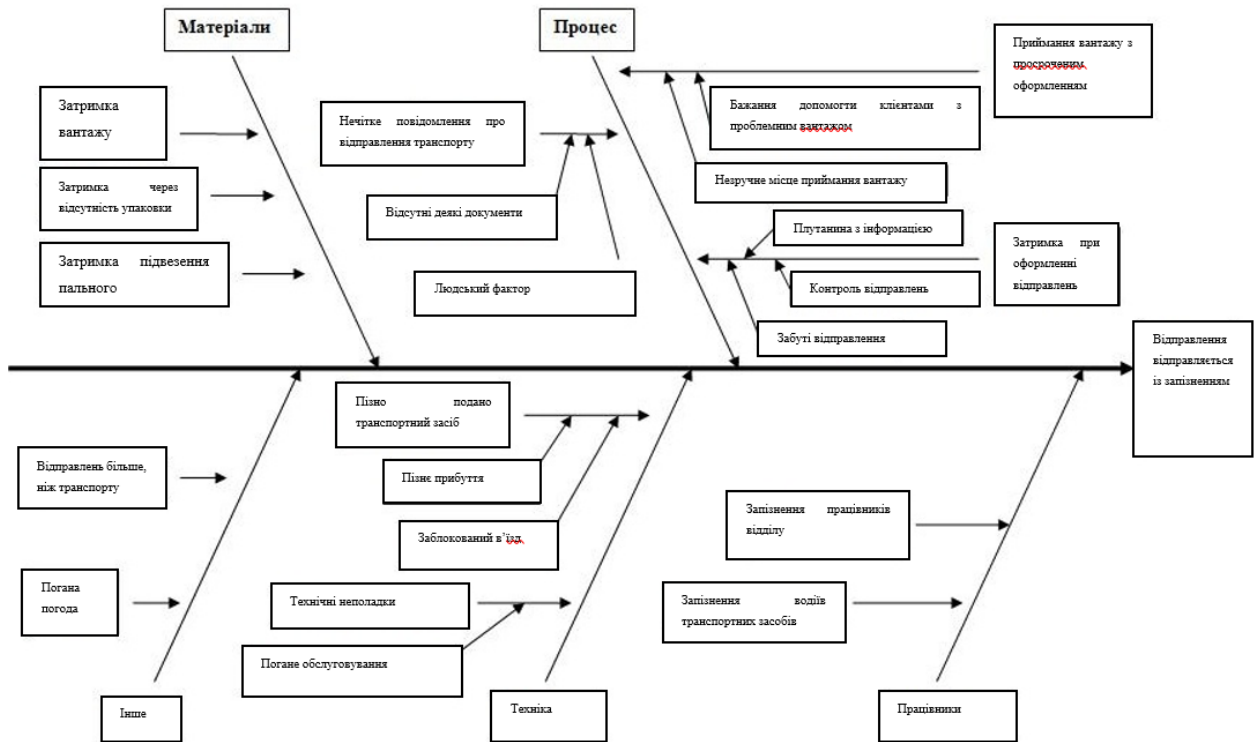 Матеріали
Процес
Приймання вантажу з
просроченим
оформленням
Затримка
вантажу
Нечітке повідомлення про
відправлення транспорту
Бажання допомогти клієнтами з
проблемним вантажом
Затримка через
відсутність упаковки
Незручне місце приймання вантажу
Відсутні деякі документи
Плутанина з інформацією
Затримка при
оформленні
відправлень
Затримка підвезення
пального
Людський фактор
Контроль відправлень
Забуті відправлення
Відправлення
відправляється
із запізненням
Пізно подано
транспортний засіб
Відправлень більше,
ніж транспорту
Пізнє прибуття
Запізнення працівників
відділу
Заблокований в’їзд
Погана
погода
Технічні неполадки
Запізнення водіїв
транспортних засобів
Погане обслуговування
Інше
Техніка
Працівники